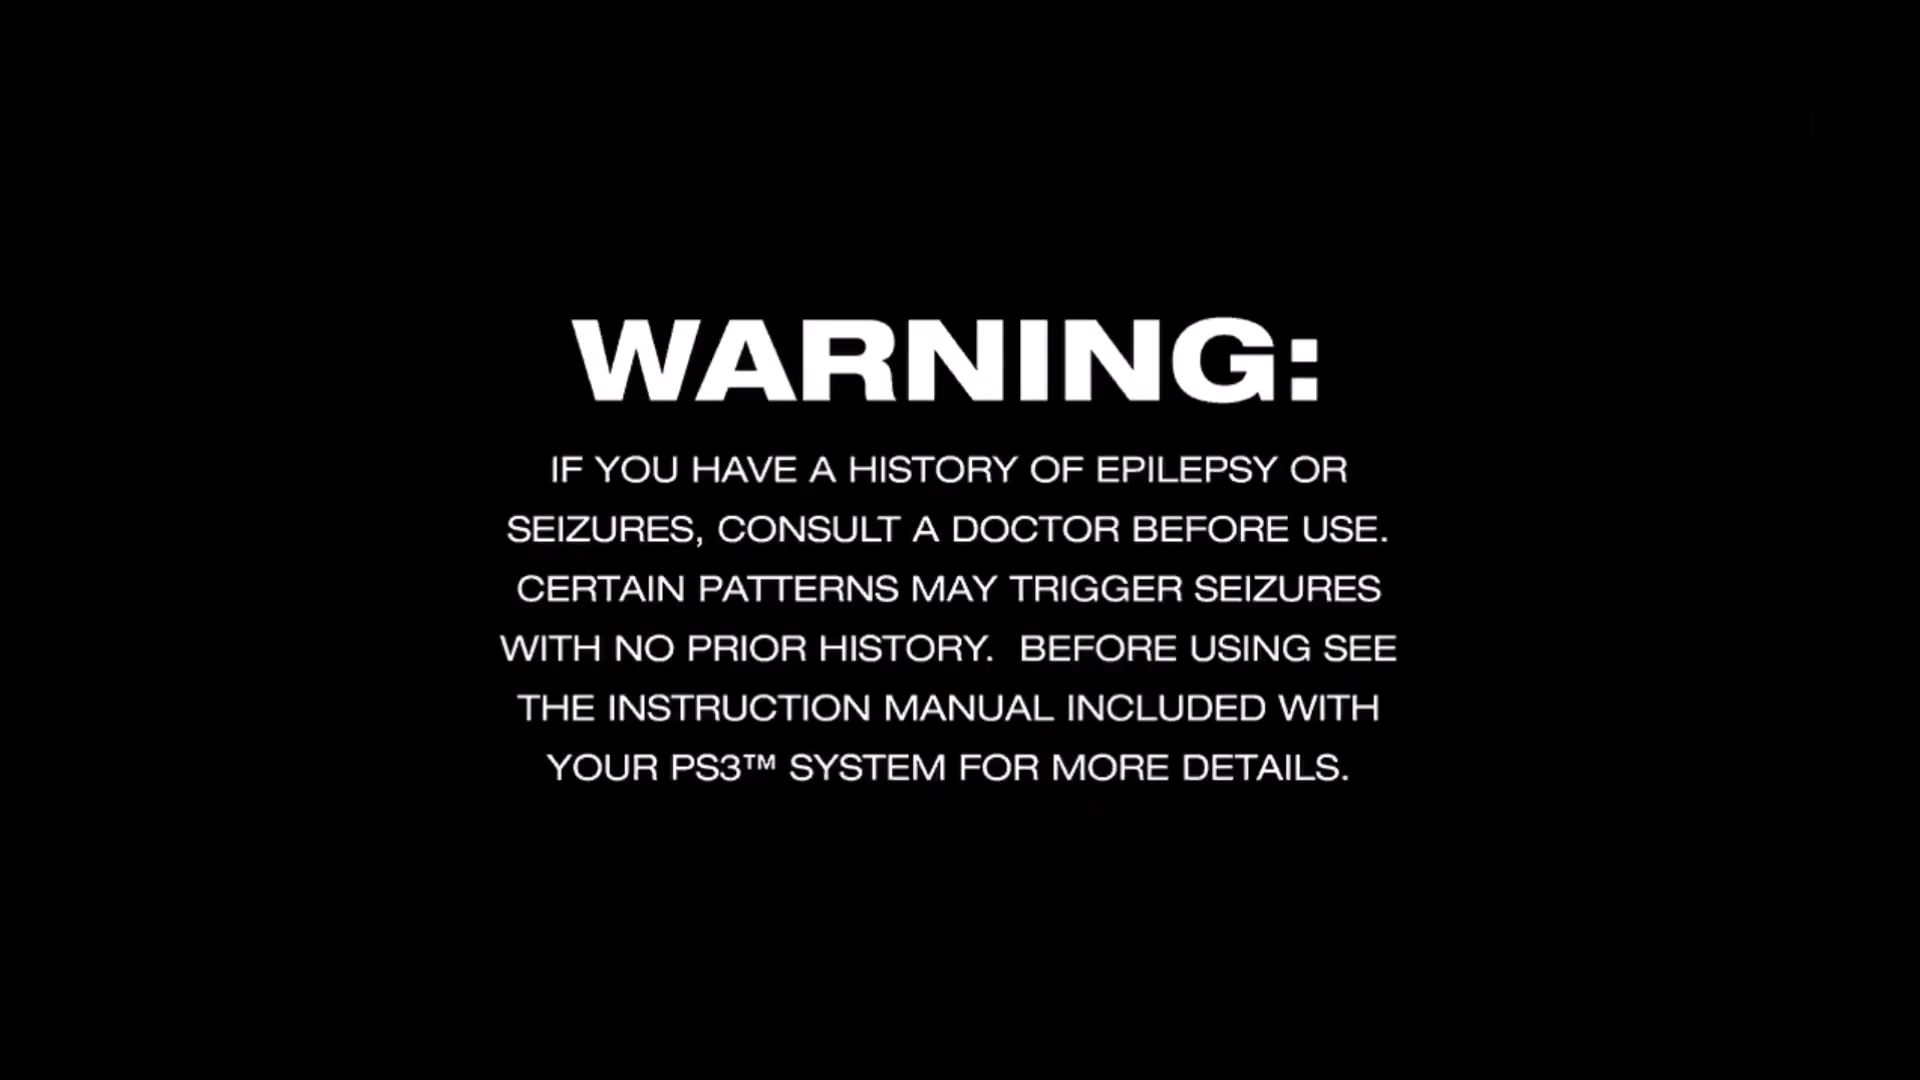 WARNING:
IF YOU HAVE A HISTORY OF EPILEPSY OR
SEIZURES, CONSULT A DOCTOR BEFORE USE.
CERTAIN PATTERNS MAY TRIGGER SEIZURES
WITH NO PRIOR HISTORY.  BEFORE USING SEE
THE INSTRUCTION MANUAL INCLUDED WITH
YOUR PS3™ SYSTEM FOR MORE DETAILS.